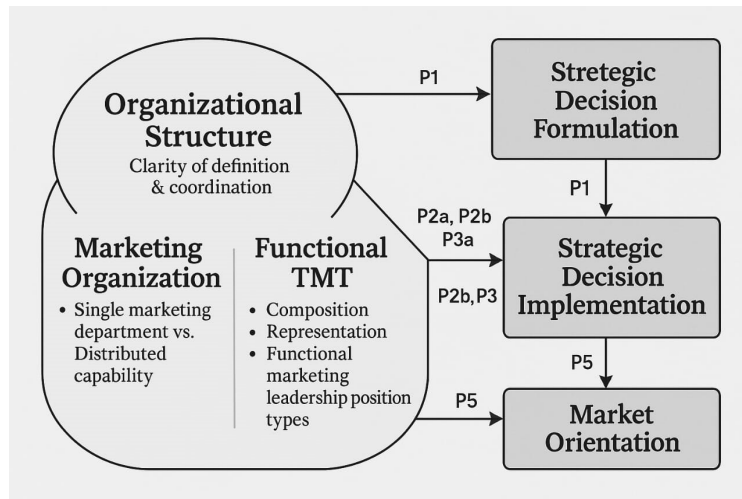 Organizational
Structure
Clarity of definition
& coordination
Marketing
Organization
• Single marketing
department vs.
Distributed
capability
Functional
TMT
• Composition
• Representation
• Functional
marketing
leadership position
types
P1
Stretegic
Decision
Formulation
P1
P2a, P2b
P3a
P2b, P3
Strategic
Decision
Implementation
P5
P5
Market
Orientation